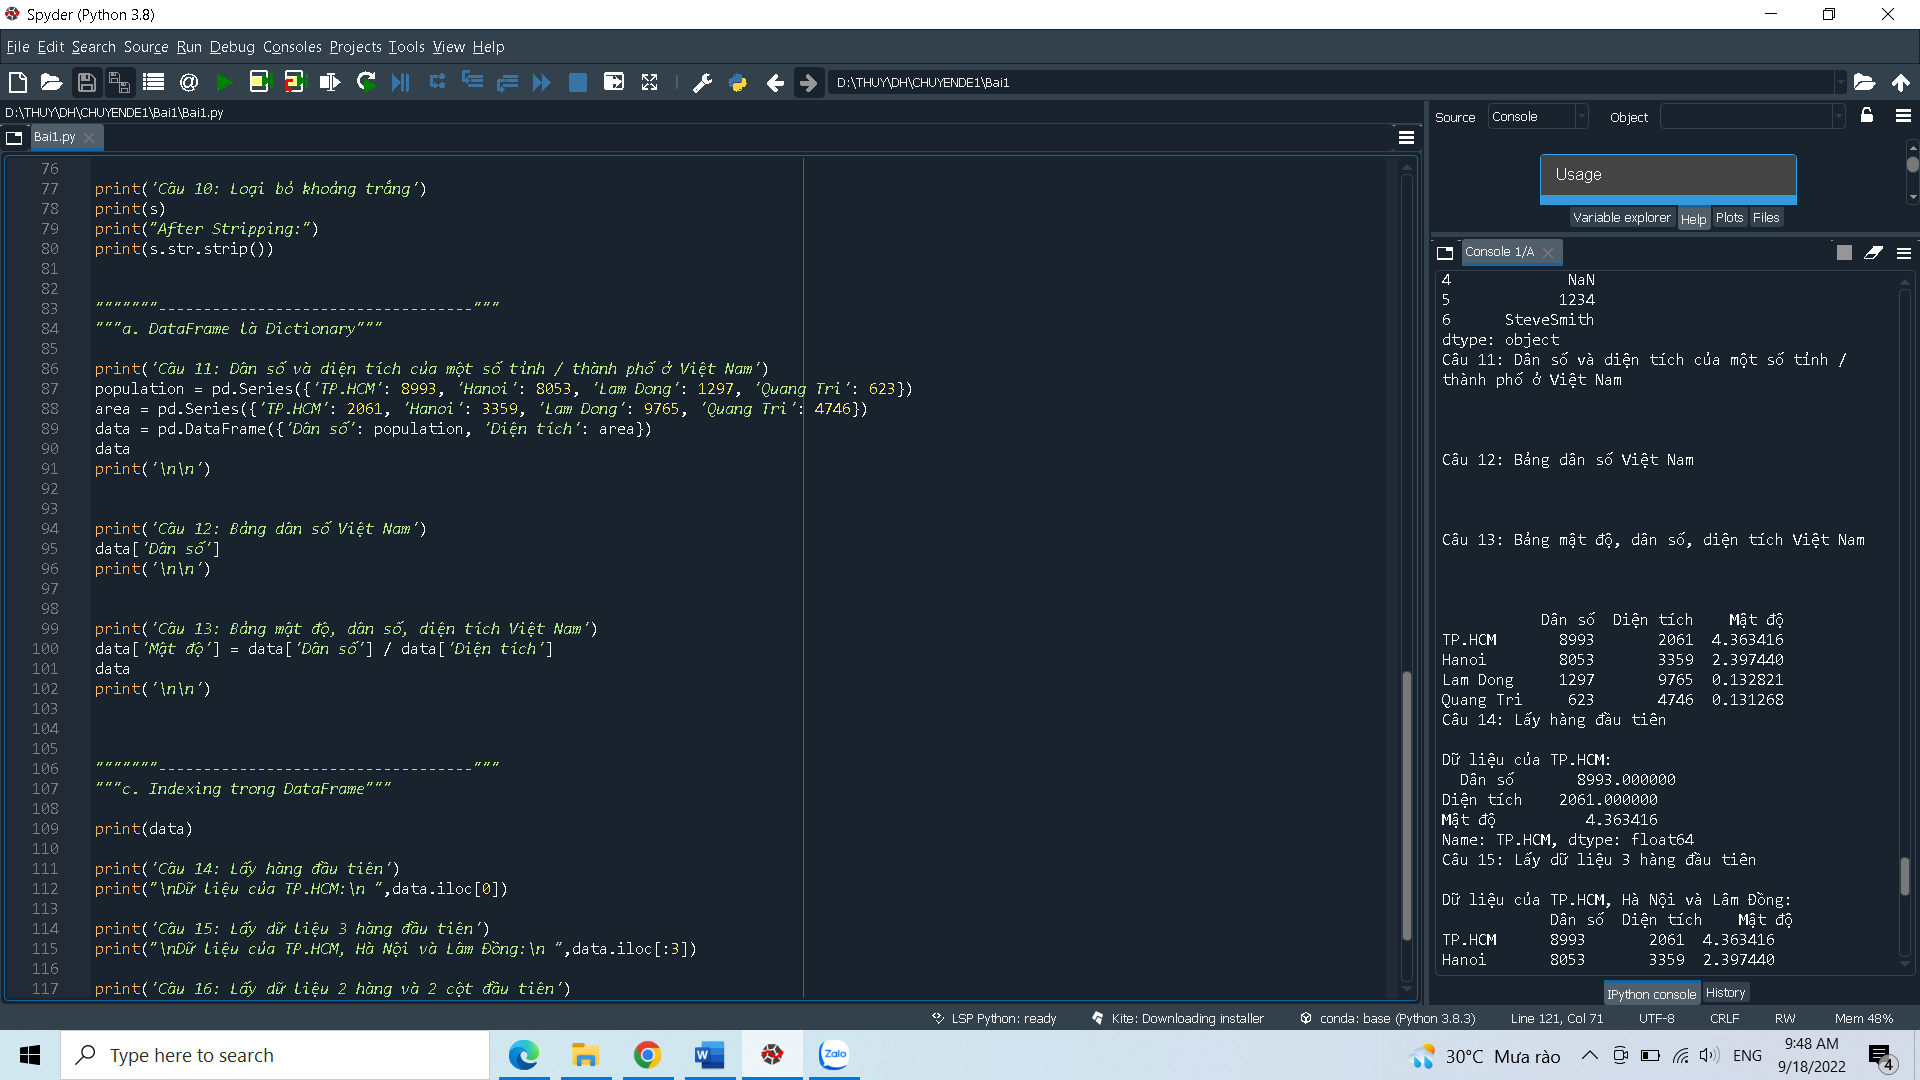 Spyder (Python 3.8)
File Edit Search Source Run Debug Consoles Projects Tools View Help
D:\THUY\DH\CHUYENDE1\Bai1
D:\THUY\DH\CHUYENDE1\Bai1\Bai1.py
Bai1.py
76
77 print('Câu 10: Loại bỏ khoảng trắng')
78 print(s)
79 print("After Stripping:")
80 print(s.str.strip())
81
82
83 """""""-----------------------------------"""
84 """a. DataFrame là Dictionary"""
85
86 print('Câu 11: Dân số và diện tích của một số tỉnh / thành phố ở Việt Nam')
87 population = pd.Series({'TP.HCM': 8993, 'Hanoi': 8053, 'Lam Dong': 1297, 'Quang Tri': 623})
88 area = pd.Series({'TP.HCM': 2061, 'Hanoi': 3359, 'Lam Dong': 9765, 'Quang Tri': 4746})
89 data = pd.DataFrame({'Dân số': population, 'Diện tích': area})
90 data
91 print('\n\n')
92
93
94 print('Câu 12: Bảng dân số Việt Nam')
95 data['Dân số']
96 print('\n\n')
97
98
99 print('Câu 13: Bảng mật độ, dân số, diện tích Việt Nam')
100 data['Mật độ'] = data['Dân số'] / data['Diện tích']
101 data
102 print('\n\n')
103
104
105
106 """""""-----------------------------------"""
107 """c. Indexing trong DataFrame"""
108
109 print(data)
110
111 print('Câu 14: Lấy hàng đầu tiên')
112 print("\nDữ liệu của TP.HCM:\n ",data.iloc[0])
113
114 print('Câu 15: Lấy dữ liệu 3 hàng đầu tiên')
115 print("\nDữ liệu của TP.HCM, Hà Nội và Lâm Đồng:\n ",data.iloc[:3])
116
117 print('Câu 16: Lấy dữ liệu 2 hàng và 2 cột đầu tiên')
Source Console Object
Usage
Variable explorer Help Plots Files
Console 1/A
4 NaN
5 1234
6 SteveSmith
dtype: object
Câu 11: Dân số và diện tích của một số tỉnh /
thành phố ở Việt Nam
Câu 12: Bảng dân số Việt Nam
Câu 13: Bảng mật độ, dân số, diện tích Việt Nam
Dân số Diện tích Mật độ
TP.HCM 8993 2061 4.363416
Hanoi 8053 3359 2.397440
Lam Dong 1297 9765 0.132821
Quang Tri 623 4746 0.131268
Câu 14: Lấy hàng đầu tiên
Dữ liệu của TP.HCM:
Dân số 8993.000000
Diện tích 2061.000000
Mật độ 4.363416
Name: TP.HCM, dtype: float64
Câu 15: Lấy dữ liệu 3 hàng đầu tiên
Dữ liệu của TP.HCM, Hà Nội và Lâm Đồng:
Dân số Diện tích Mật độ
TP.HCM 8993 2061 4.363416
Hanoi 8053 3359 2.397440
IPython console History
LSP Python: ready Kite: Downloading installer conda: base (Python 3.8.3) Line 121, Col 71 UTF-8 CRLF RW Mem 48%
Type here to search
Zalo
30°C Mưa rào
ENG
9:48 AM
9/18/2022
4